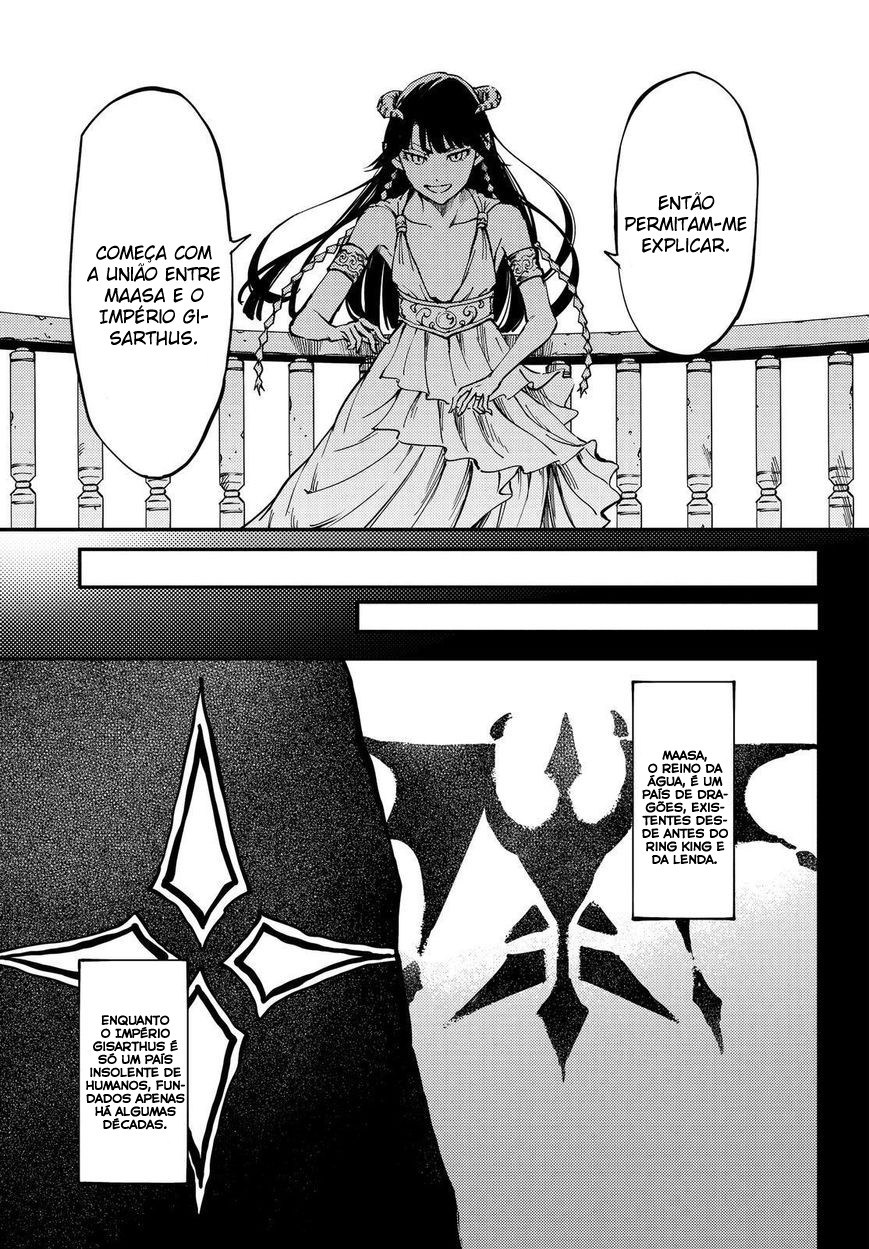 ENTÃO
PERMITAM-ME
EXPLICAR.
COMEÇA COM
A UNIÃO ENTRE
MAASA E O
IMPÉRIO GI-
SARTHUS.
MAASA,
O REINO DA
ÁGUA, É UM
PAÍS DE DRA-
GÕES, EXIS-
TENTES DES-
DE ANTES DO
RING KING E
DA LENDA.
ENQUANTO
O IMPÉRIO
GISARTHUS É
SÓ UM PAÍS
INSOLENTE DE
HUMANOS, FUN-
DADOS APENAS
HÁ ALGUMAS
DÉCADAS.